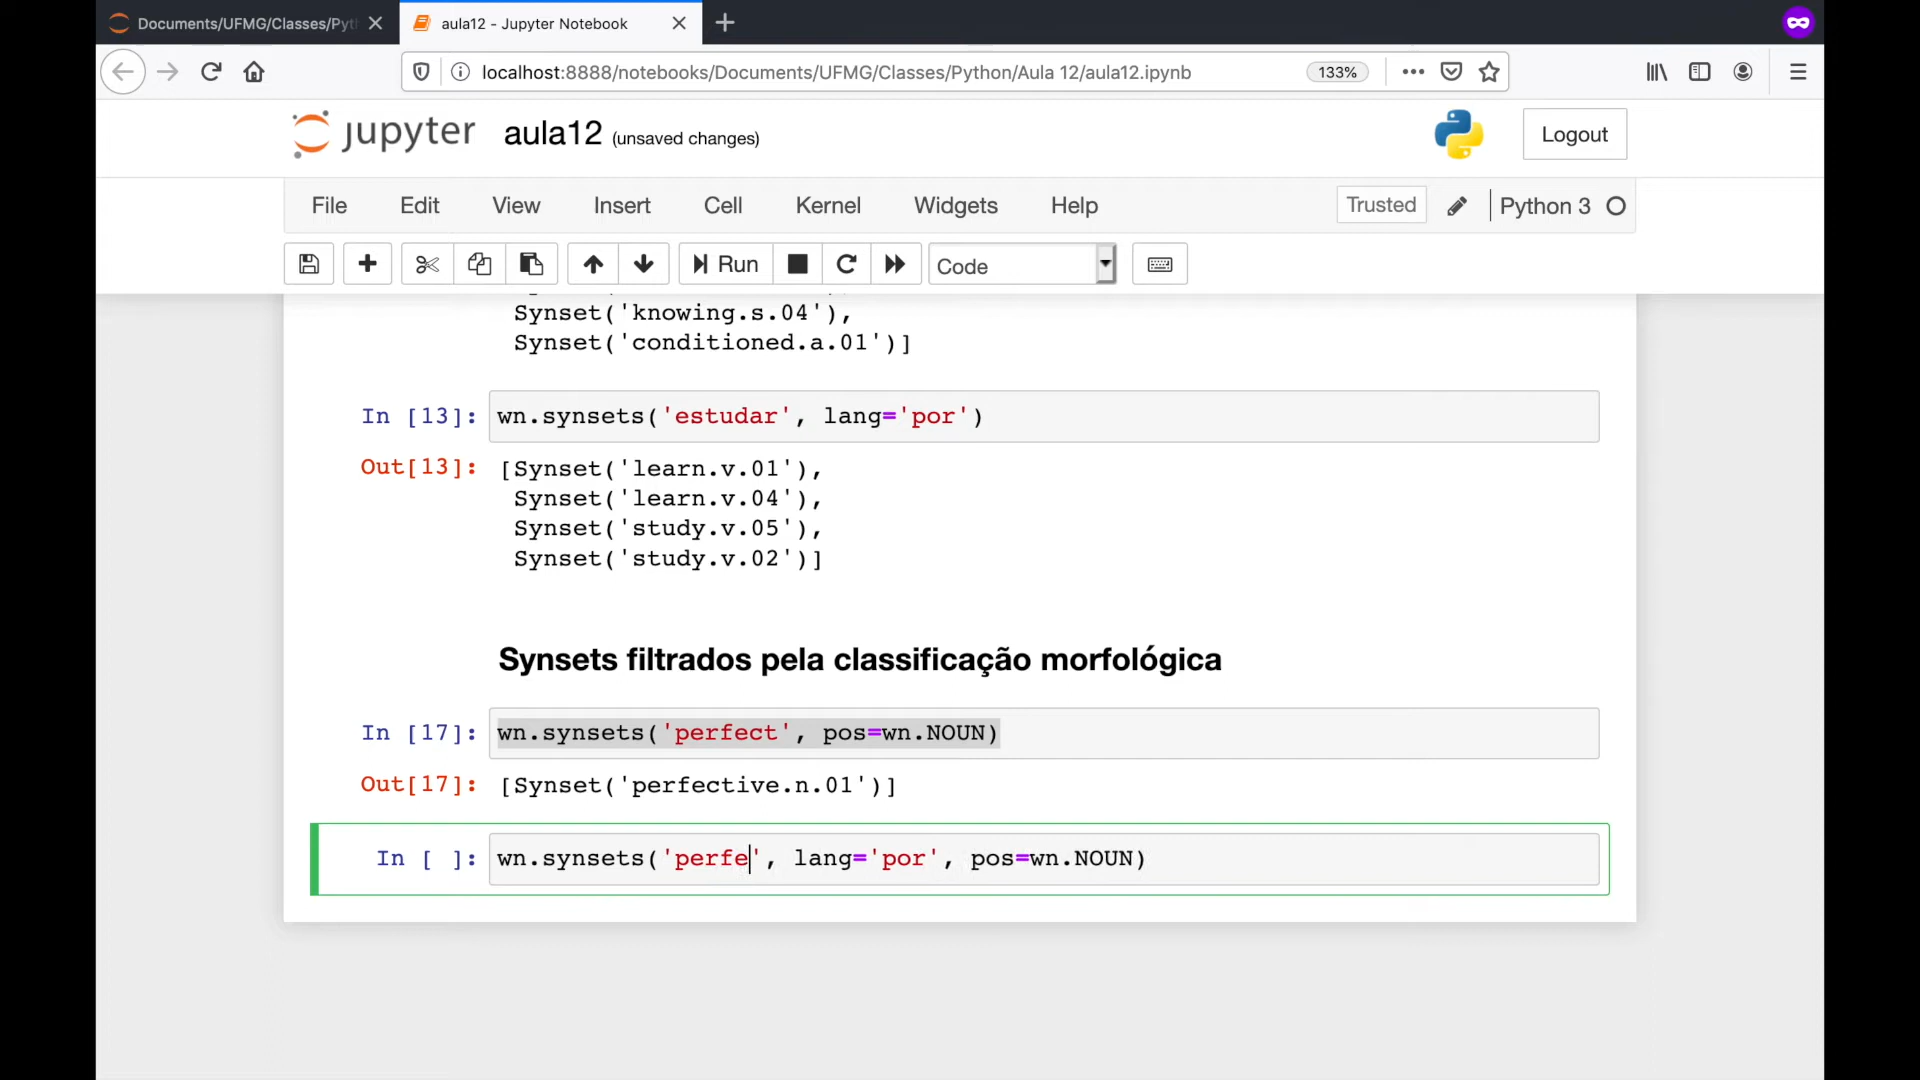 Documents/UFMG/Classes/Pyt
aula12 - Jupyter Notebook
localhost:8888/notebooks/Documents/UFMG/Classes/Python/Aula 12/aula12.ipynb
133%
jupyter aula12 (unsaved changes)
Logout
File Edit View Insert Cell Kernel Widgets Help
Trusted
Python 3
Run
Code
Synset('knowing.s.04'),
Synset('conditioned.a.01')]
In [13]: wn.synsets('estudar', lang='por')
Out[13]: [Synset('learn.v.01'),
Synset('learn.v.04'),
Synset('study.v.05'),
Synset('study.v.02')]
Synsets filtrados pela classificação morfológica
In [17]: wn.synsets('perfect', pos=wn.NOUN)
Out[17]: [Synset('perfective.n.01')]
In [ ]: wn.synsets('perfe', lang='por', pos=wn.NOUN)